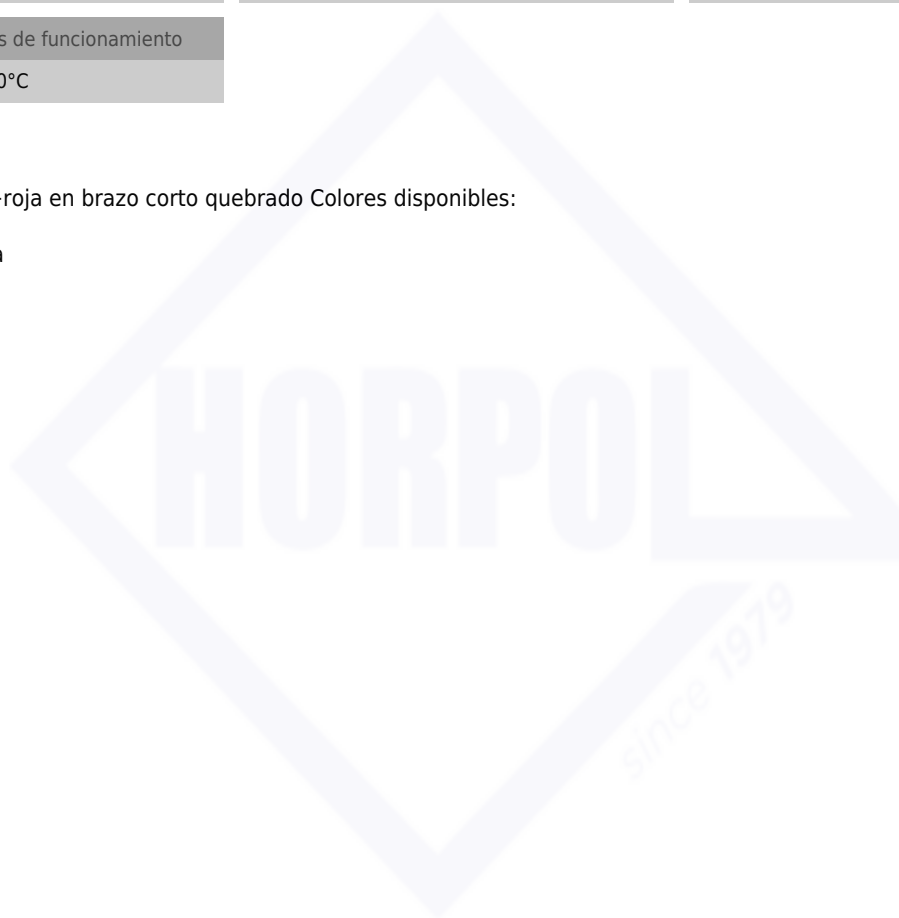 s de funcionamiento
0°C
-roja en brazo corto quebrado Colores disponibles:
a
HORPOL
since 1979